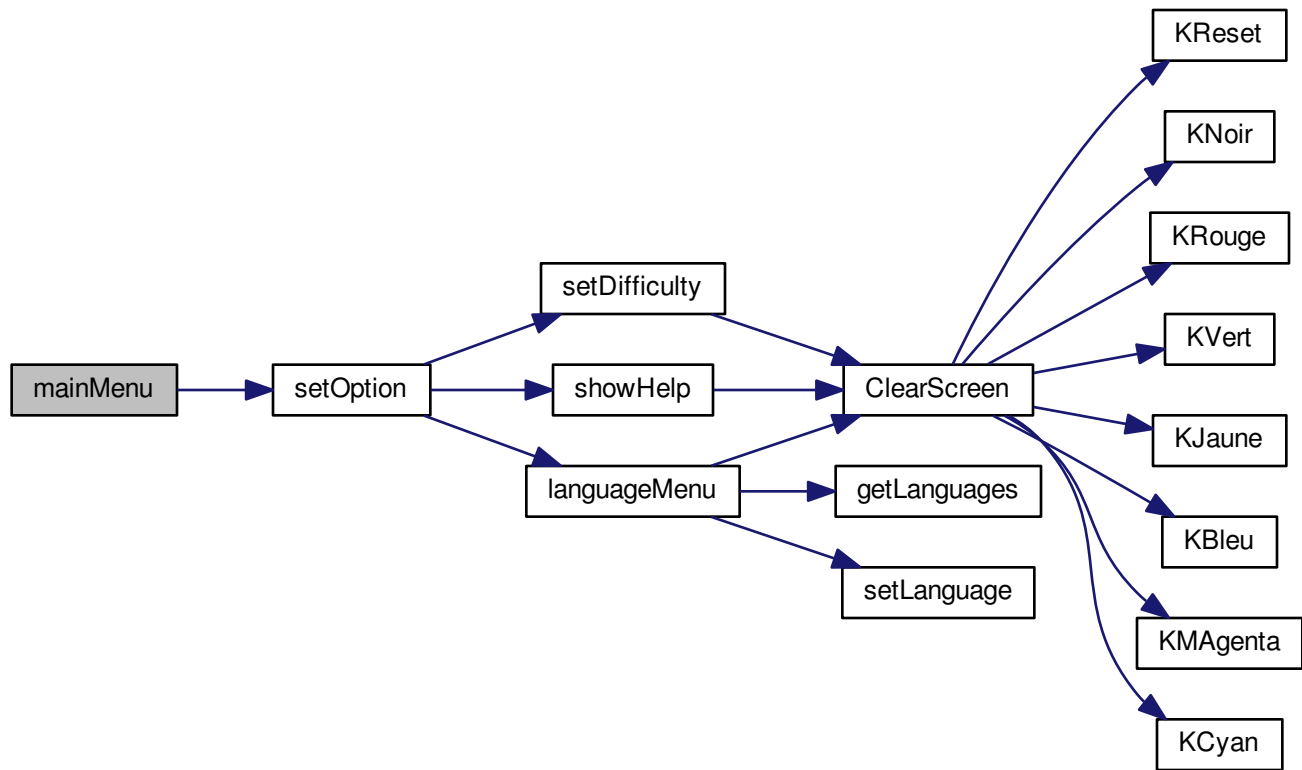 mainMenu
setOption
setDifficulty
showHelp
languageMenu
ClearScreen
getLanguages
setLanguage
KReset
KNoir
KRouge
KVert
KJaune
KBleu
KMAgenta
KCyan